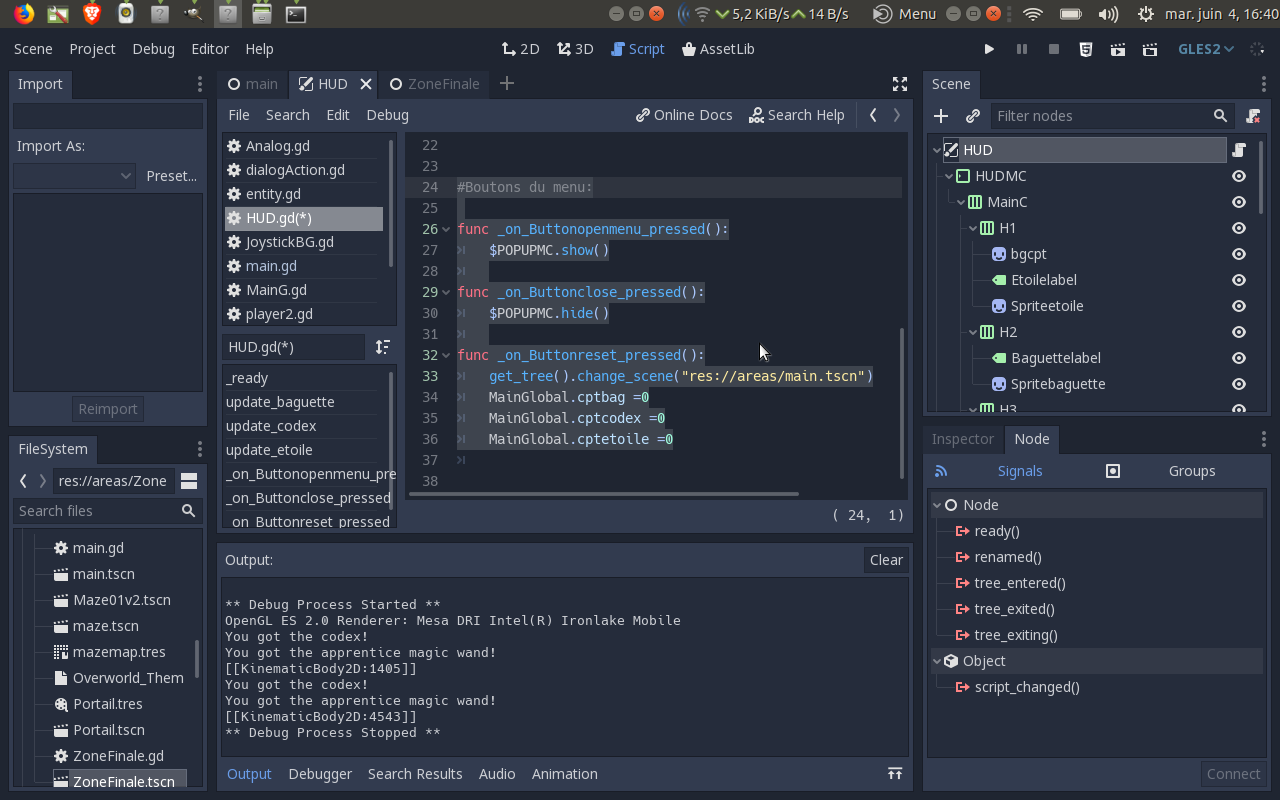 5,2 KiB/s 14 B/s Menu mar. juin 4, 16:40
Scene Project Debug Editor Help 2D 3D Script AssetLib GLES2
Import
Import As:
Preset...
Reimport
FileSystem
res://areas/Zone
Search files
main.gd
main.tscn
Maze01v2.tscn
maze.tscn
mazemap.tres
Overworld_Them
Portail.tres
Portail.tscn
ZoneFinale.gd
ZoneFinale.tscn
main HUD ZoneFinale
File Search Edit Debug Online Docs Search Help
Analog.gd
dialogAction.gd
entity.gd
HUD.gd(*)
JoystickBG.gd
main.gd
MainG.gd
player2.gd
HUD.gd(*)
_ready
update_baguette
update_codex
update_etoile
_on_Buttonopenmenu_pre
_on_Buttonclose_pressed
_on_Buttonreset_pressed
22
23
24 #Boutons du menu:
25
26 func _on_Buttonopenmenu_pressed():
27 $POPUPMC.show()
28
29 func _on_Buttonclose_pressed():
30 $POPUPMC.hide()
31
32 func _on_Buttonreset_pressed():
33 get_tree().change_scene("res://areas/main.tscn")
34 MainGlobal.cptbag =0
35 MainGlobal.cptcodex =0
36 MainGlobal.cptetoile =0
37
38
( 24, 1)
Output:
Clear
** Debug Process Started **
OpenGL ES 2.0 Renderer: Mesa DRI Intel(R) Ironlake Mobile
You got the codex!
You got the apprentice magic wand!
[[KinematicBody2D:1405]]
You got the codex!
You got the apprentice magic wand!
[[KinematicBody2D:4543]]
** Debug Process Stopped **
Output Debugger Search Results Audio Animation
Scene
Filter nodes
HUD
HUDMC
MainC
H1
bgcpt
Etoilelabel
Spriteetoile
H2
Baguettelabel
Spritebaguette
H3
Inspector Node
Signals Groups
Node
ready()
renamed()
tree_entered()
tree_exited()
tree_exiting()
Object
script_changed()
Connect